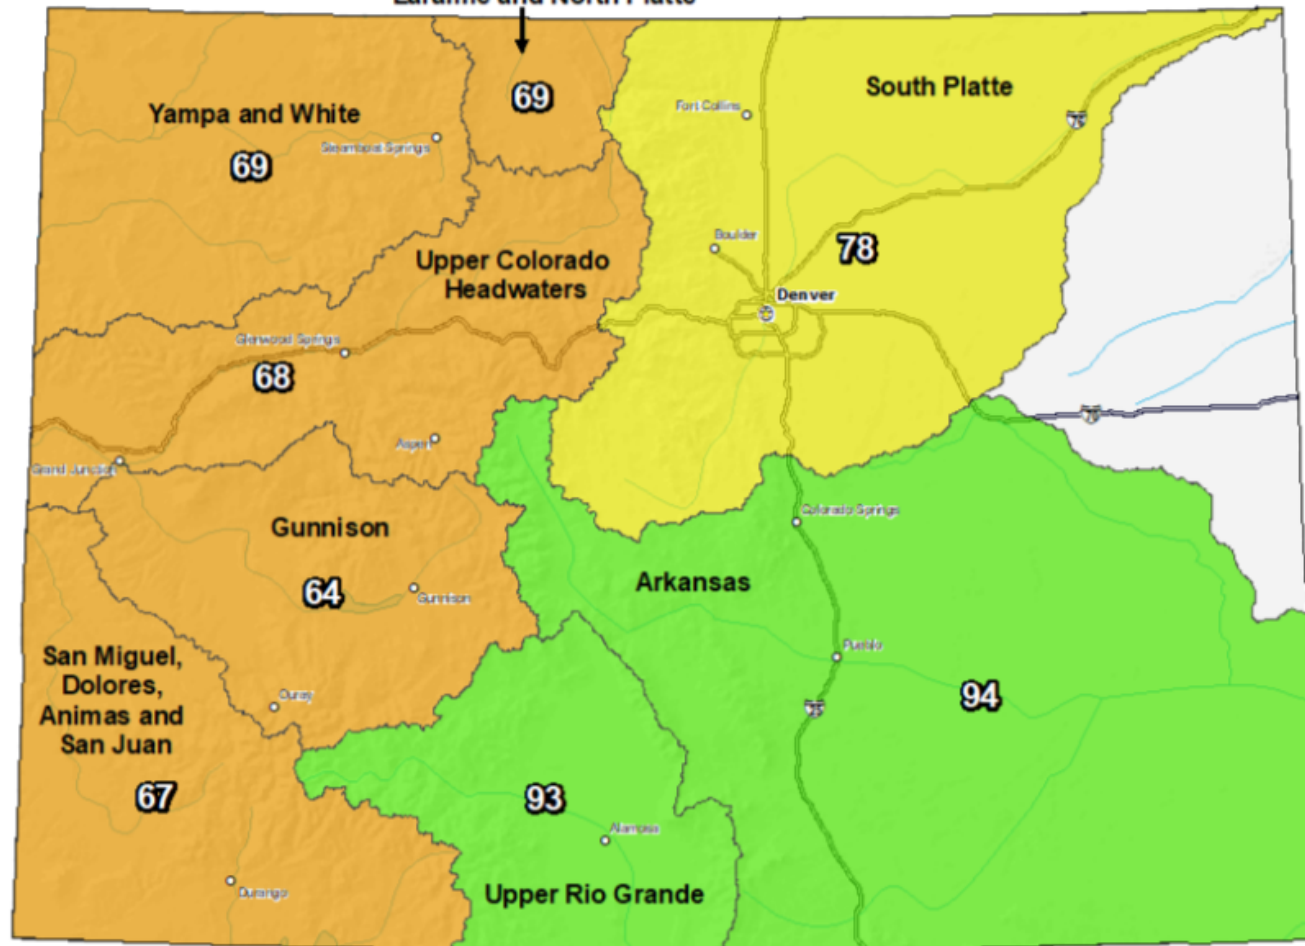 Laramie and North Platte
69
South Platte
Fort Collins
Yampa and White
Steamboat Springs
69
Boulder
78
Upper Colorado
Headwaters
Denver
Glenwood Springs
68
Aspen
Grand Junction
Colorado Springs
Gunnison
Arkansas
64
Gunnison
San Miguel,
Dolores,
Animas and
San Juan
Pueblo
Ouray
94
67
93
Alamosa
Durango
Upper Rio Grande